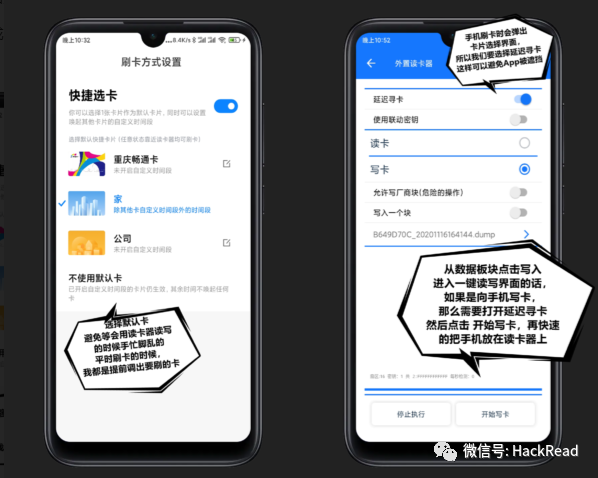 晚上10:32
8.4K/s
刷卡方式设置
快捷选卡
你可以选择1张卡片作为默认卡片，同时可以设置
唤起其他卡片的自定义时间段
选择默认快捷卡片 (任意状态靠近读卡器均可刷卡)
重庆畅通卡
未开启自定义时间段
家
除其他卡自定义时间段外的时间段
公司
未开启自定义时间段
不使用默认卡
已开启自定义时间段的卡片仍生效，其余时间不唤起任何
卡
选择默认卡
避免等会用读卡器读写
的时候手忙脚乱的
平时刷卡的时候，
我都是提前调出要刷的卡
晚上10:52
外置读卡器
手机刷卡时会弹出
卡片选择界面，
所以我们要选择延迟寻卡
这样可以避免App被遮挡
延迟寻卡
使用联动密钥
读卡
写卡
允许写厂商块(危险的操作)
写入一个块
B649D70C_20201116164144.dump
从数据板块点击写入
进入一键读写界面的话，
如果是向手机写卡，
那么需要打开延迟寻卡
然后点击 开始写卡，再快速
的把手机放在读卡器上
停止执行
开始写卡
微信号: HackRead